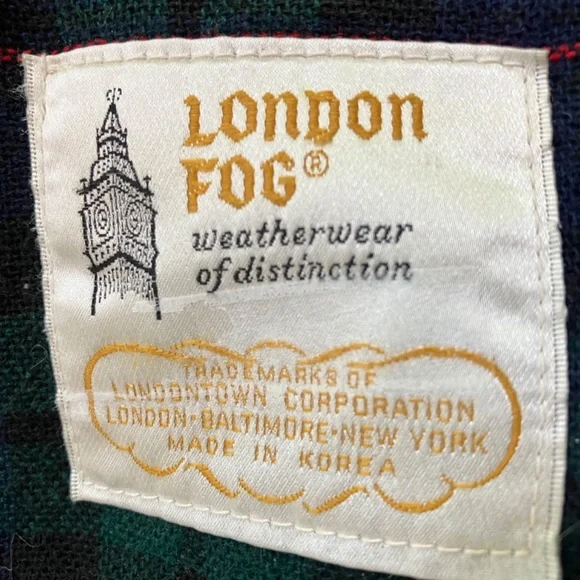 LONDON
FOG®
weatherwear
of distinction
TRADEMARKS OF
LONDONTOWN CORPORATION
LONDON-BALTIMORE-NEW YORK
MADE IN KOREA